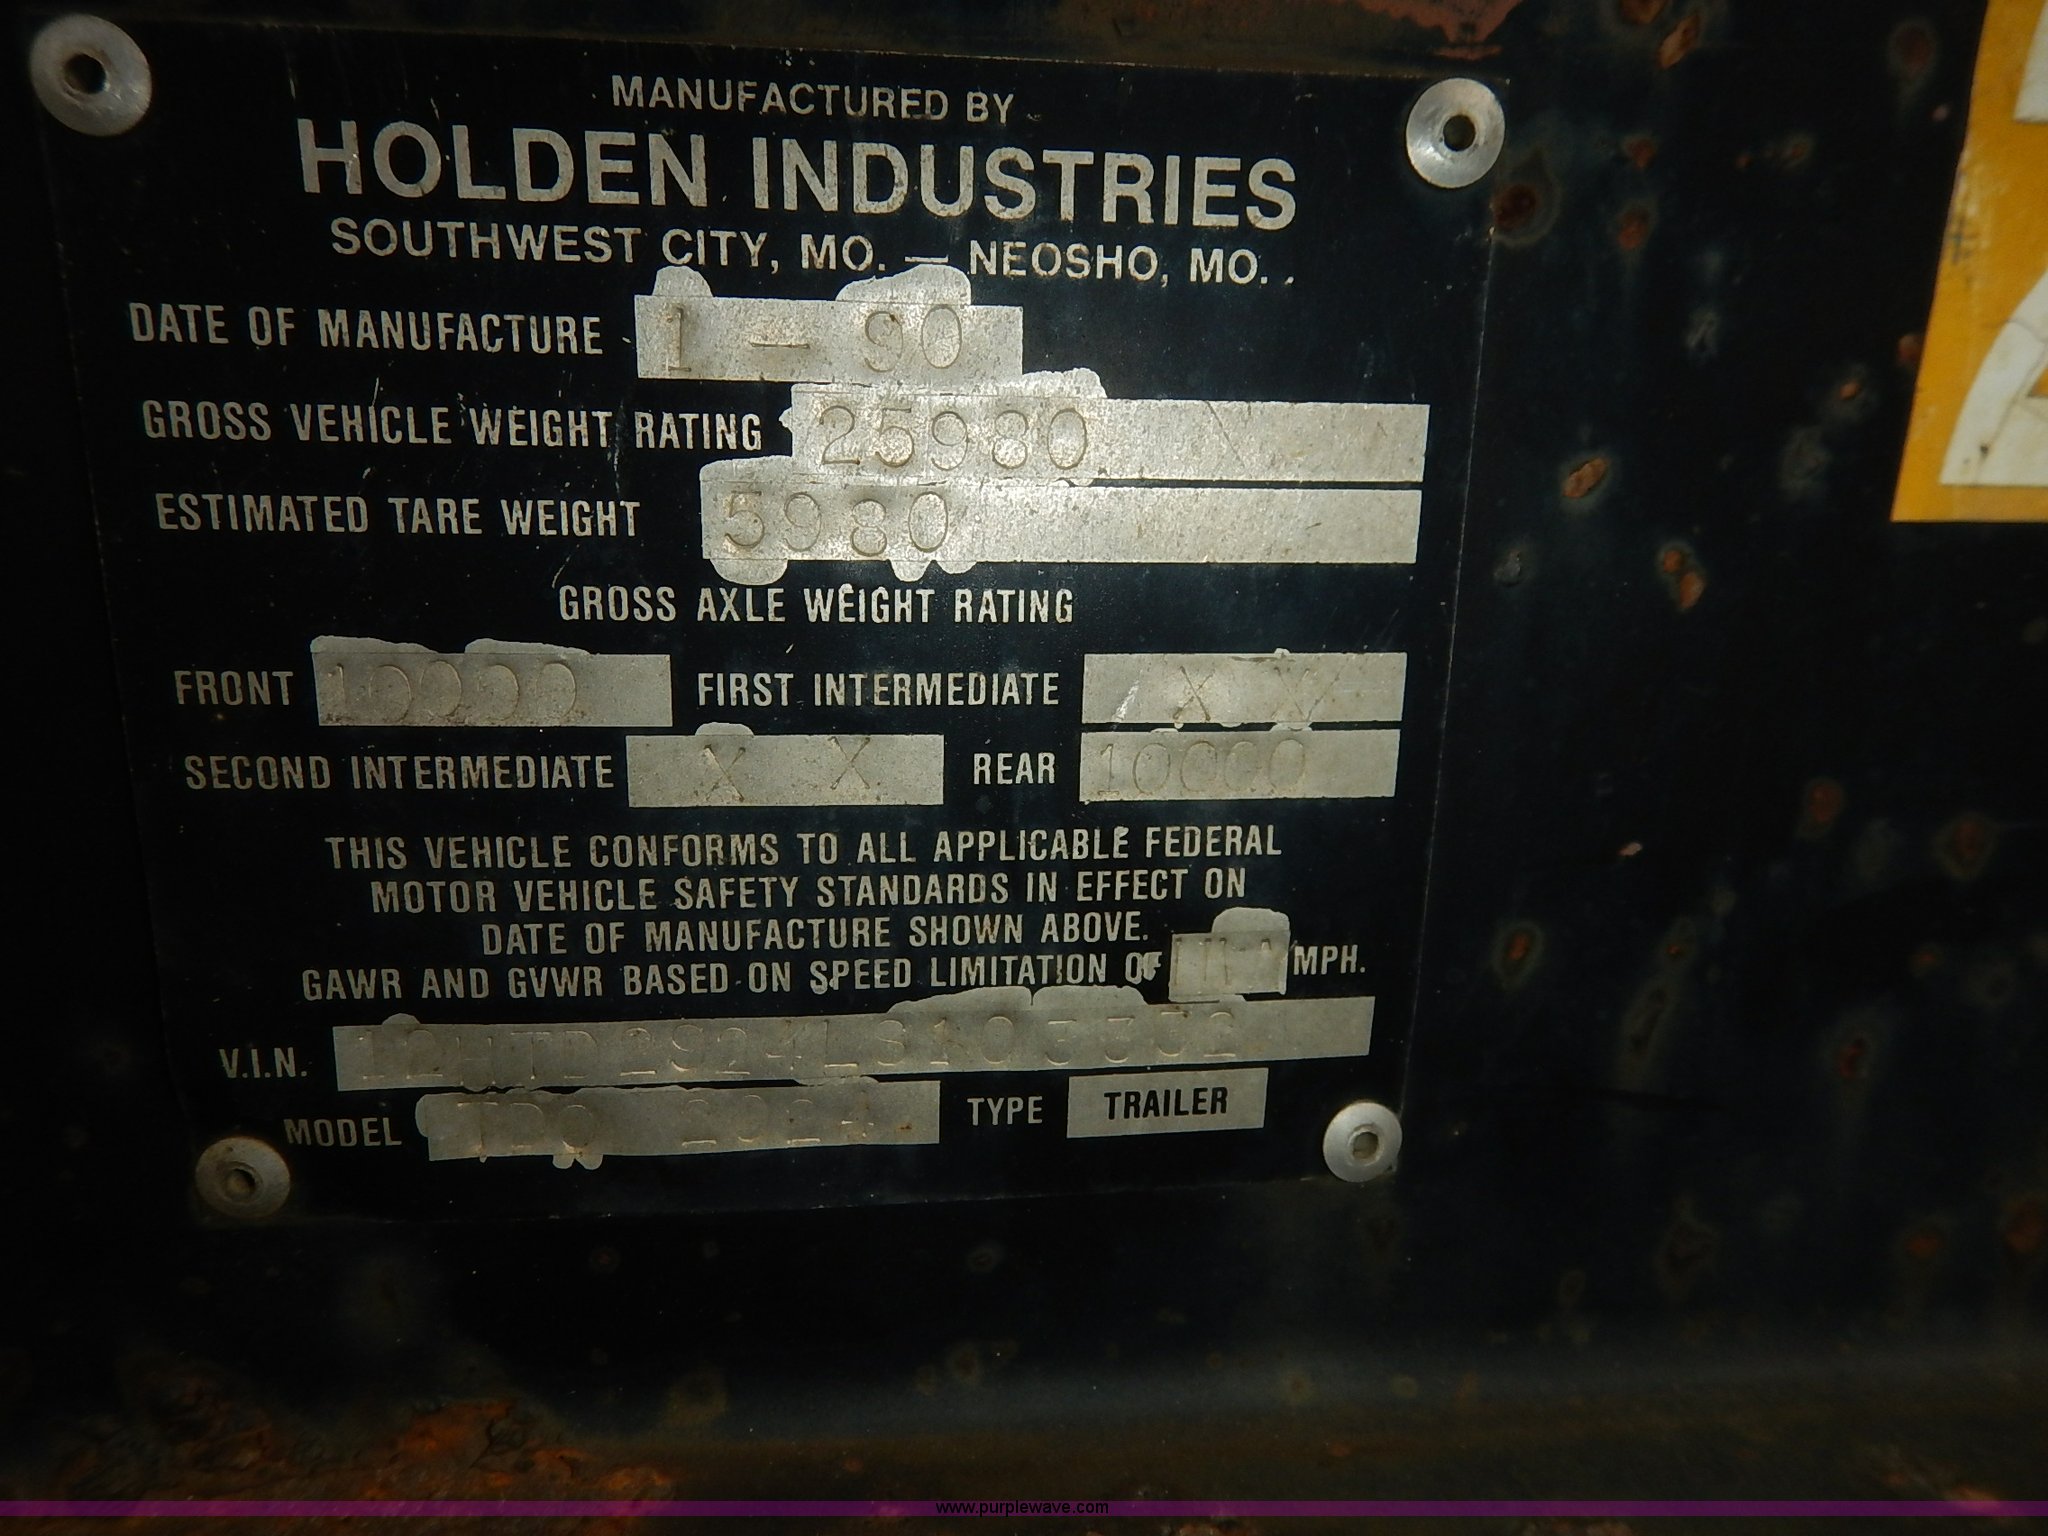 MANUFACTURED BY
HOLDEN INDUSTRIES
SOUTHWEST CITY, MO. — NEOSHO, MO.
DATE OF MANUFACTURE 1 - 90
GROSS VEHICLE WEIGHT RATING 25980
ESTIMATED TARE WEIGHT 5980
GROSS AXLE WEIGHT RATING
FRONT 10000 FIRST INTERMEDIATE X X
SECOND INTERMEDIATE X X REAR 10000
THIS VEHICLE CONFORMS TO ALL APPLICABLE FEDERAL
MOTOR VEHICLE SAFETY STANDARDS IN EFFECT ON
DATE OF MANUFACTURE SHOWN ABOVE.
GAWR AND GVWR BASED ON SPEED LIMITATION OF MPH.
V.I.N.
MODEL TYPE TRAILER
www.purplewave.com